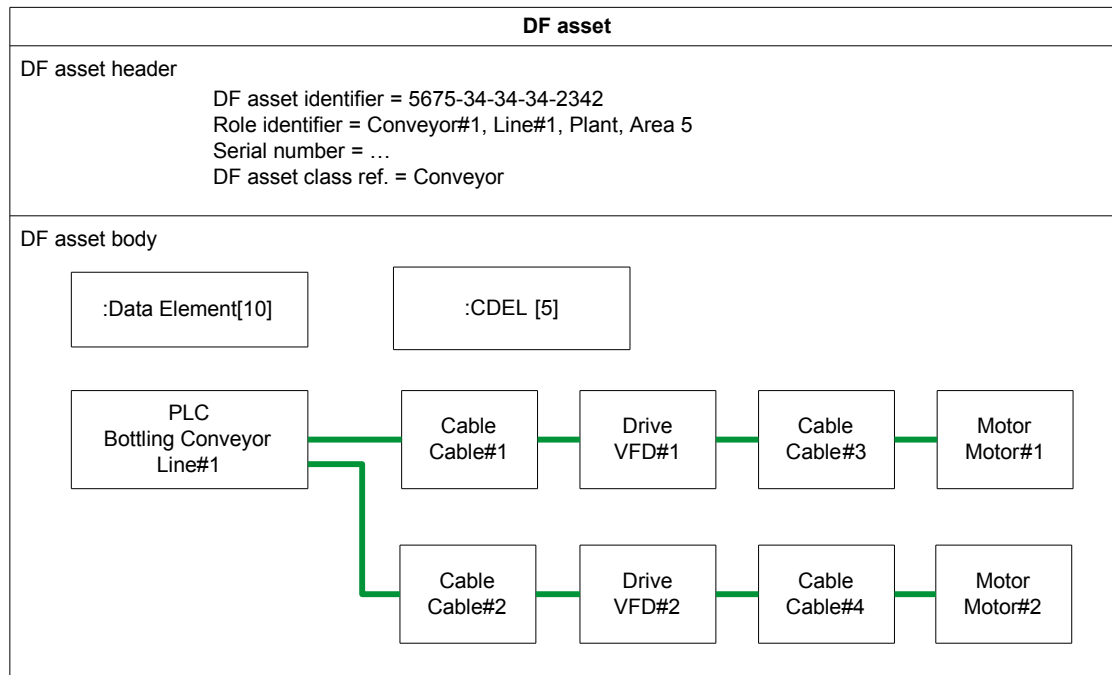 DF asset
DF asset header
DF asset identifier = 5675-34-34-34-2342
Role identifier = Conveyor#1, Line#1, Plant, Area 5
Serial number = …
DF asset class ref. = Conveyor
DF asset body
:Data Element[10]
:CDEL [5]
PLC
Bottling Conveyor
Line#1
Cable
Cable#1
Drive
VFD#1
Cable
Cable#3
Motor
Motor#1
Cable
Cable#2
Drive
VFD#2
Cable
Cable#4
Motor
Motor#2